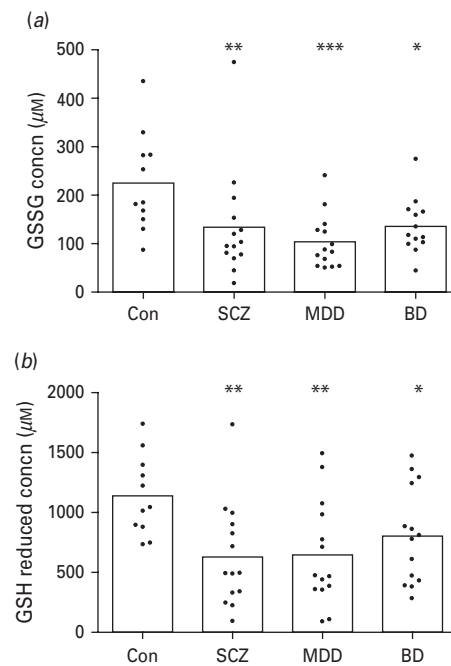 (a)
GSSG concn (μM)
500
400
300
200
100
0
** *** *
Con SCZ MDD BD
(b)
GSH reduced concn (μM)
2000
1500
1000
500
0
** ** *
Con SCZ MDD BD